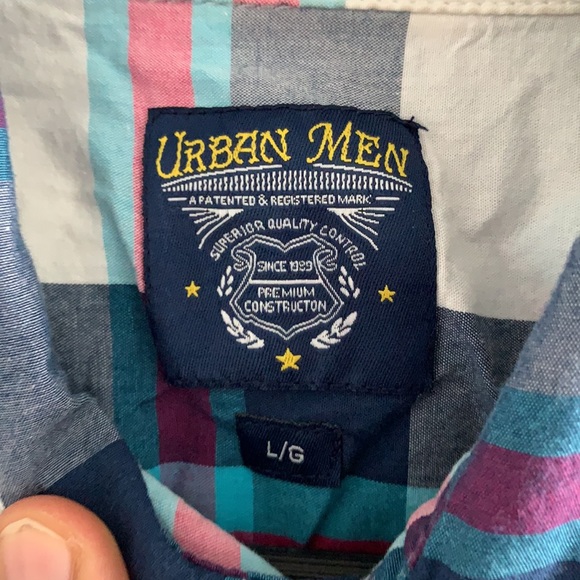 URBAN MEN
A PATENTED & REGISTERED MARK
SUPERIOR QUALITY CONTROL
SINCE 1989
PREMIUM
CONSTRUCTON
L/G